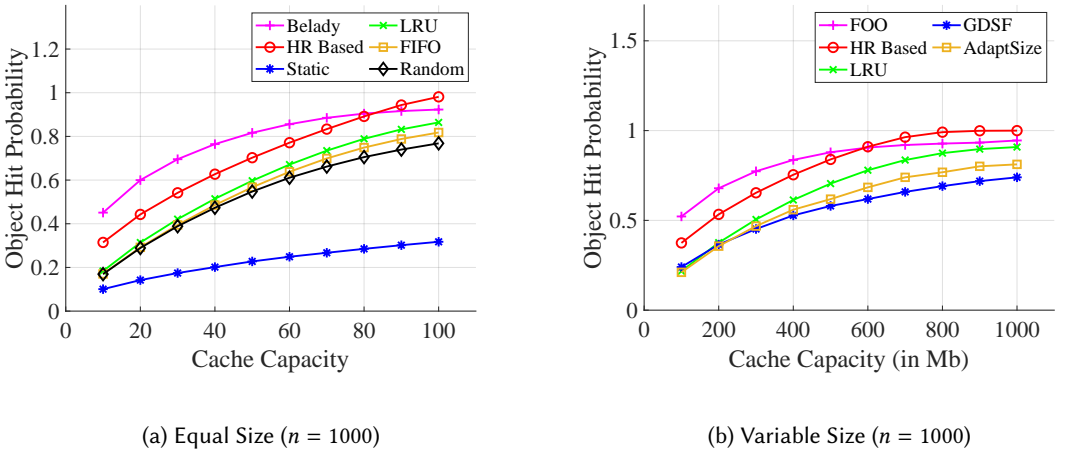 Object Hit Probability
1.2
1
0.8
0.6
0.4
0.2
0
0 20 40 60 80 100
Cache Capacity
Belady
HR Based
Static
LRU
FIFO
Random
(a) Equal Size (n = 1000)
Object Hit Probability
1.5
1
0.5
0
0 200 400 600 800 1000
Cache Capacity (in Mb)
FOO
HR Based
LRU
GDSF
AdaptSize
(b) Variable Size (n = 1000)